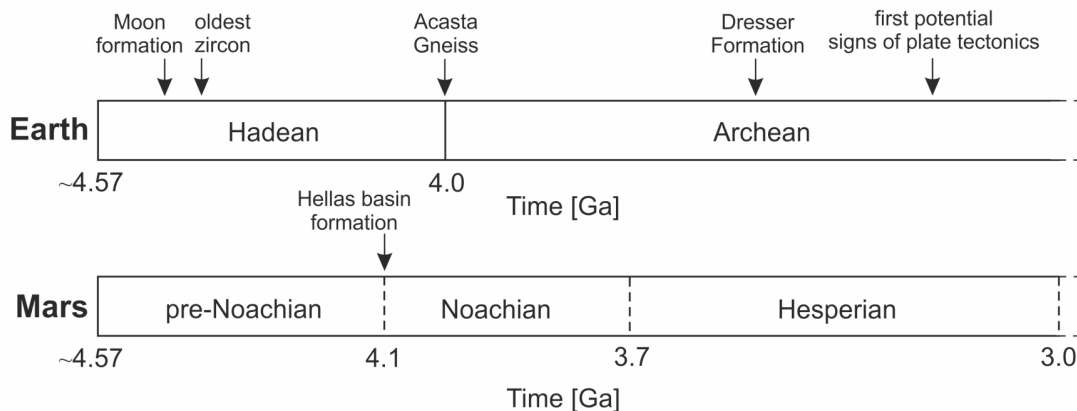 Moon
formation
oldest
zircon
Acasta
Gneiss
Dresser
Formation
first potential
signs of plate tectonics
Earth
Hadean
Archean
~4.57
4.0
Time [Ga]
Hellas basin
formation
Mars
pre-Noachian
Noachian
Hesperian
~4.57
4.1
3.7
3.0
Time [Ga]